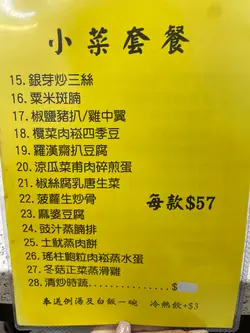 小菜套餐
15. 銀芽炒三絲
16. 粟米斑腩
17. 椒鹽豬扒/雞中翼
18. 欖菜肉崧四季豆
19. 羅漢齋扒豆腐
20. 涼瓜菜甫肉碎煎蛋
21. 椒絲腐乳唐生菜
22. 菠蘿生炒骨
23. 麻婆豆腐
24. 豉汁蒸腩排
25. 土魷蒸肉餅
26. 瑤柱鮑粒肉崧蒸水蛋
27. 冬菇正菜蒸滑雞
28. 清炒時蔬..................$
每款$57
奉送例湯及白飯一碗 冷熱飲+$3